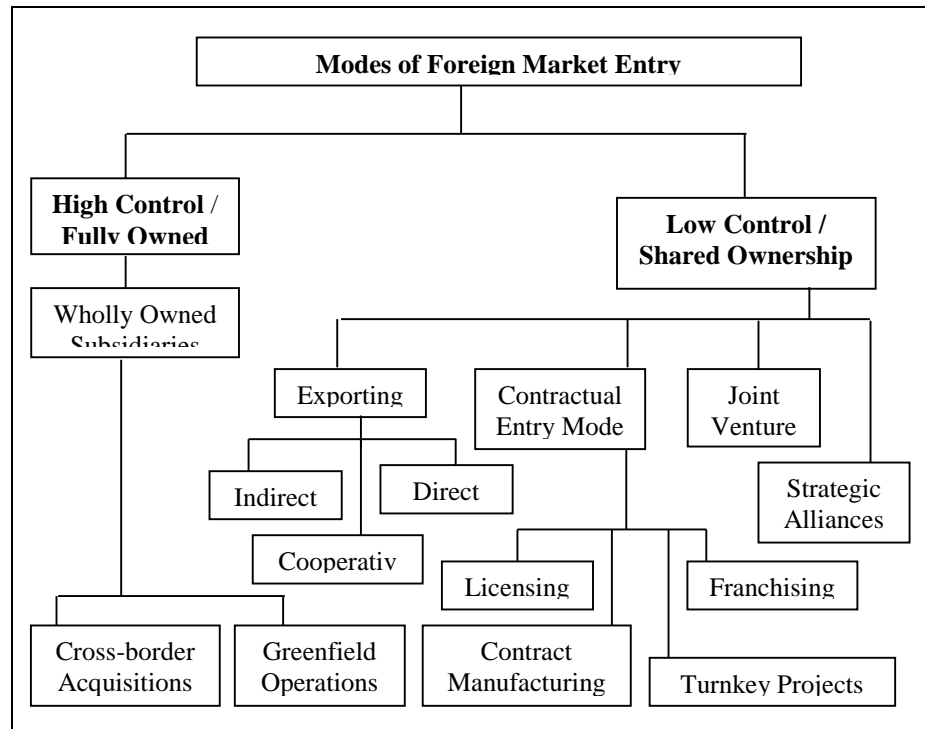 Modes of Foreign Market Entry
High Control /
Fully Owned
Low Control /
Shared Ownership
Wholly Owned
Subsidiaries
Exporting
Contractual
Entry Mode
Joint
Venture
Strategic
Alliances
Indirect
Direct
Cooperativ
Licensing
Franchising
Cross-border
Acquisitions
Greenfield
Operations
Contract
Manufacturing
Turnkey Projects